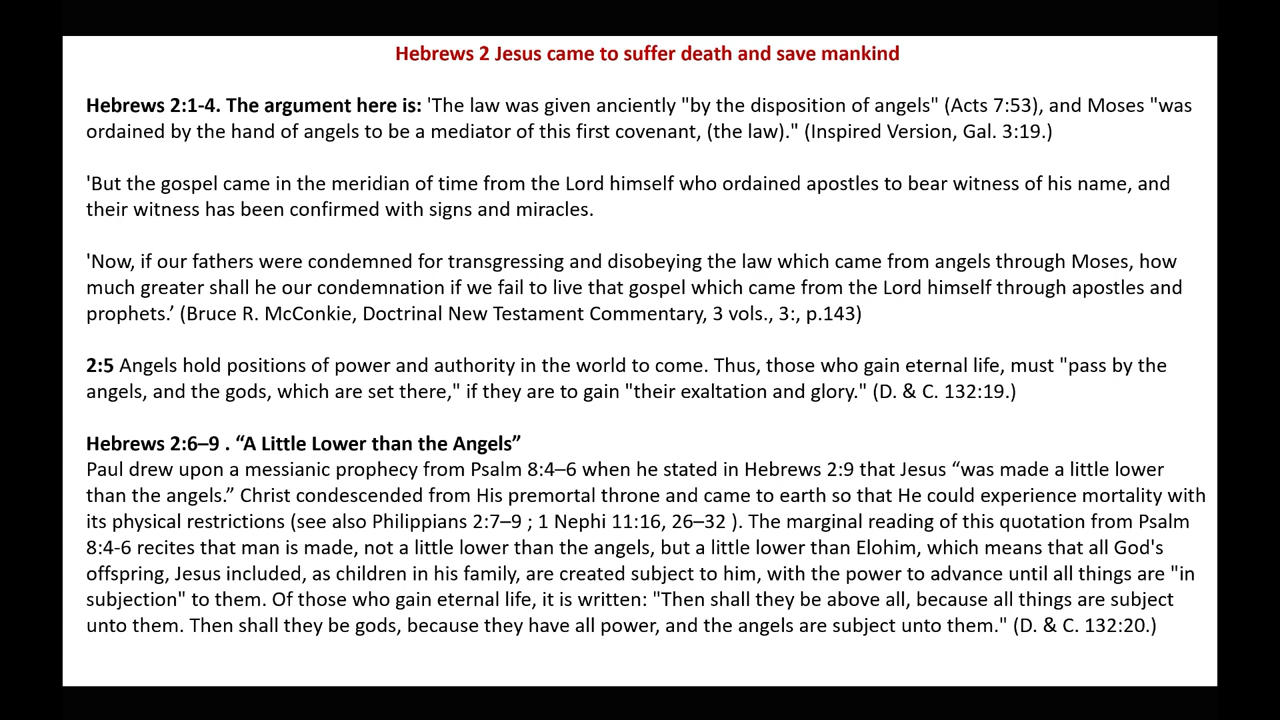 Hebrews 2 Jesus came to suffer death and save mankind
Hebrews 2:1-4. The argument here is: 'The law was given anciently "by the disposition of angels" (Acts 7:53), and Moses "was
ordained by the hand of angels to be a mediator of this first covenant, (the law)." (Inspired Version, Gal. 3:19.)
'But the gospel came in the meridian of time from the Lord himself who ordained apostles to bear witness of his name, and
their witness has been confirmed with signs and miracles.
'Now, if our fathers were condemned for transgressing and disobeying the law which came from angels through Moses, how
much greater shall he our condemnation if we fail to live that gospel which came from the Lord himself through apostles and
prophets.’ (Bruce R. McConkie, Doctrinal New Testament Commentary, 3 vols., 3:, p.143)
2:5 Angels hold positions of power and authority in the world to come. Thus, those who gain eternal life, must "pass by the
angels, and the gods, which are set there," if they are to gain "their exaltation and glory." (D. & C. 132:19.)
Hebrews 2:6–9 . “A Little Lower than the Angels”
Paul drew upon a messianic prophecy from Psalm 8:4–6 when he stated in Hebrews 2:9 that Jesus “was made a little lower
than the angels.” Christ condescended from His premortal throne and came to earth so that He could experience mortality with
its physical restrictions (see also Philippians 2:7–9 ; 1 Nephi 11:16, 26–32 ). The marginal reading of this quotation from Psalm
8:4-6 recites that man is made, not a little lower than the angels, but a little lower than Elohim, which means that all God's
offspring, Jesus included, as children in his family, are created subject to him, with the power to advance until all things are "in
subjection" to them. Of those who gain eternal life, it is written: "Then shall they be above all, because all things are subject
unto them. Then shall they be gods, because they have all power, and the angels are subject unto them." (D. & C. 132:20.)